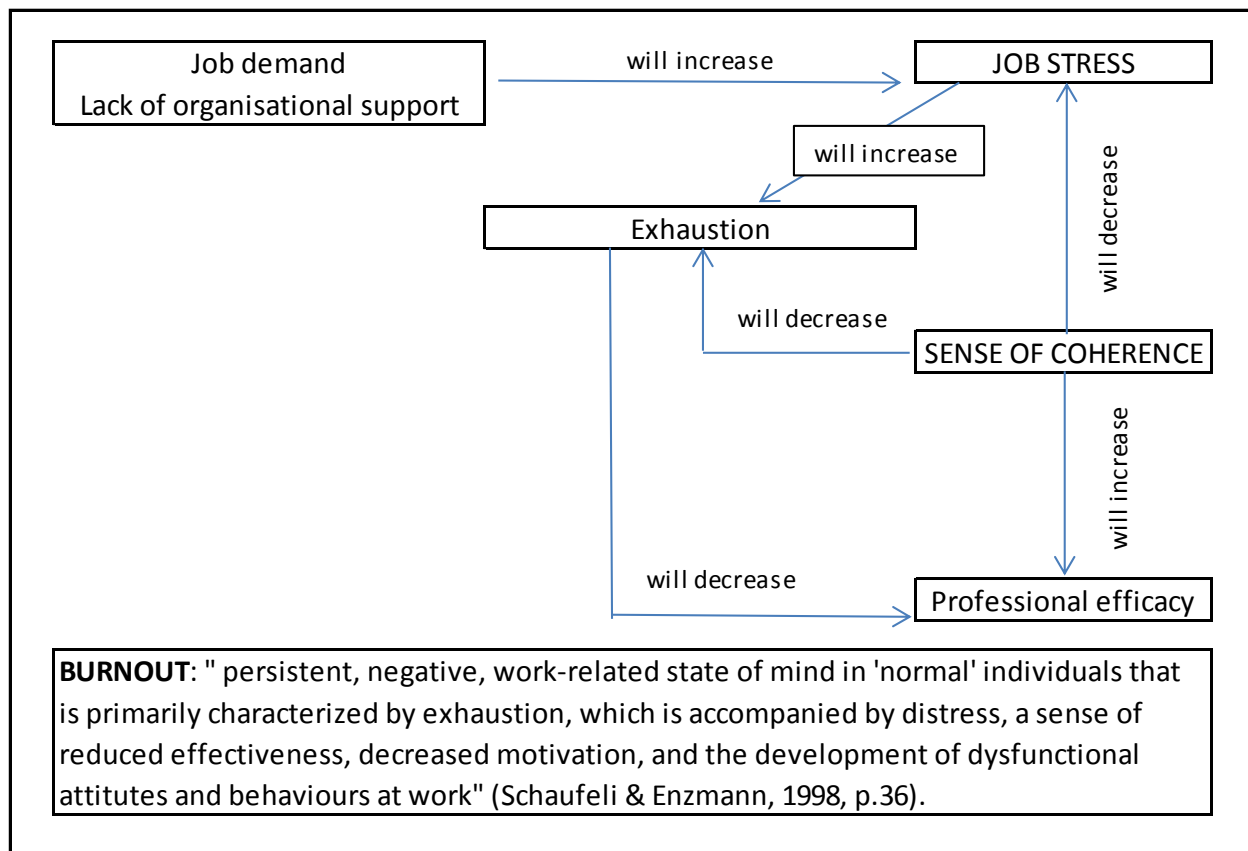 Job demand
Lack of organisational support
will increase
JOB STRESS
will increase
will decrease
Exhaustion
will decrease
SENSE OF COHERENCE
will increase
will decrease
Professional efficacy
BURNOUT: " persistent, negative, work-related state of mind in 'normal' individuals that
is primarily characterized by exhaustion, which is accompanied by distress, a sense of
reduced effectiveness, decreased motivation, and the development of dysfunctional
attitutes and behaviours at work" (Schaufeli & Enzmann, 1998, p.36).